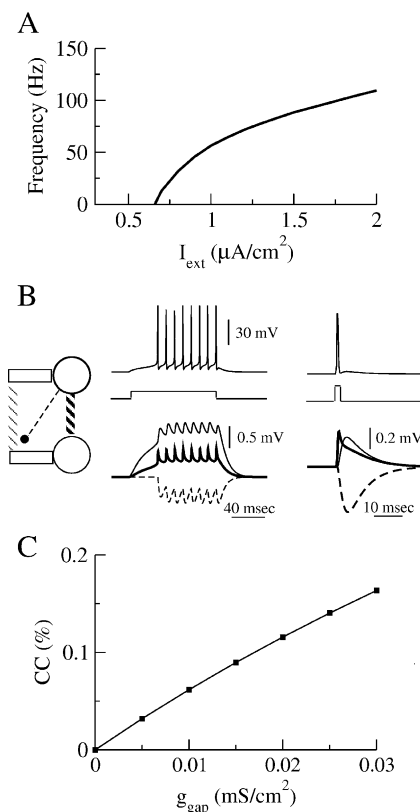 A
150
100
50
0
Frequency (Hz)
0.5 1 1.5 2
I_ext (μA/cm²)
B
30 mV
0.5 mV
0.2 mV
40 msec
10 msec
C
0.2
0.1
0
CC (%)
0 0.01 0.02 0.03
g_gap (mS/cm²)